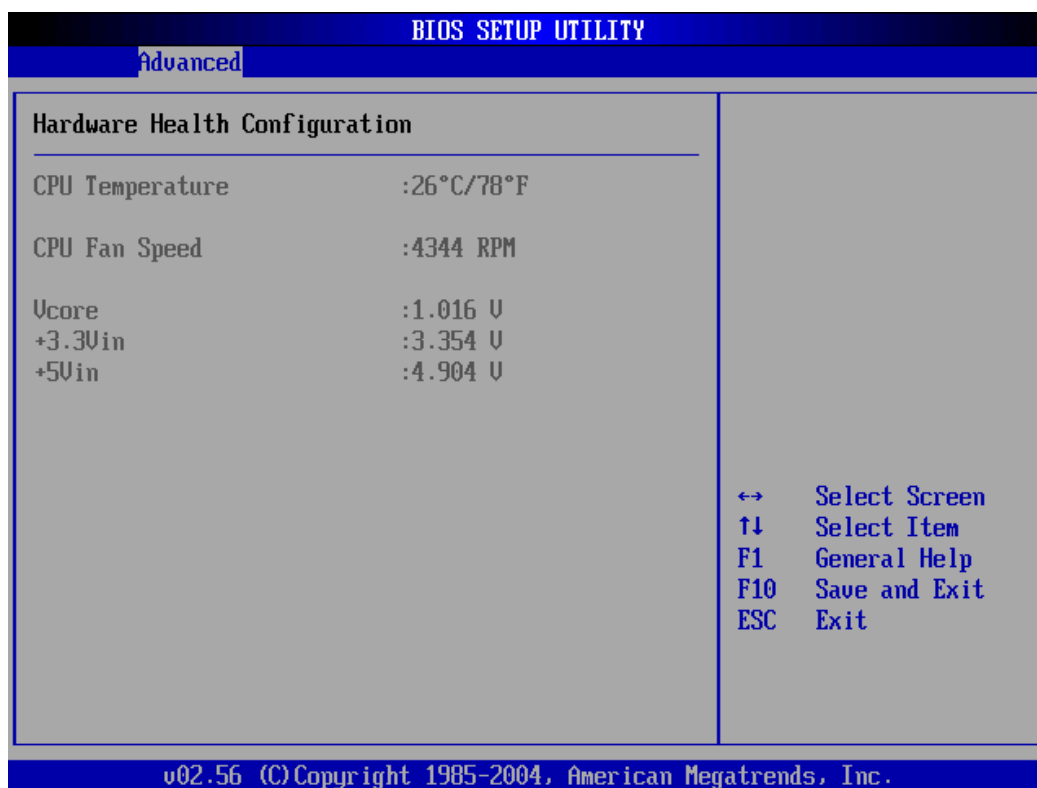 BIOS SETUP UTILITY
Advanced
Hardware Health Configuration
CPU Temperature :26°C/78°F
CPU Fan Speed :4344 RPM
Vcore :1.016 V
+3.3Vin :3.354 V
+5Vin :4.904 V
↔ Select Screen
↑↓ Select Item
F1 General Help
F10 Save and Exit
ESC Exit
v02.56 (C)Copyright 1985-2004, American Megatrends, Inc.